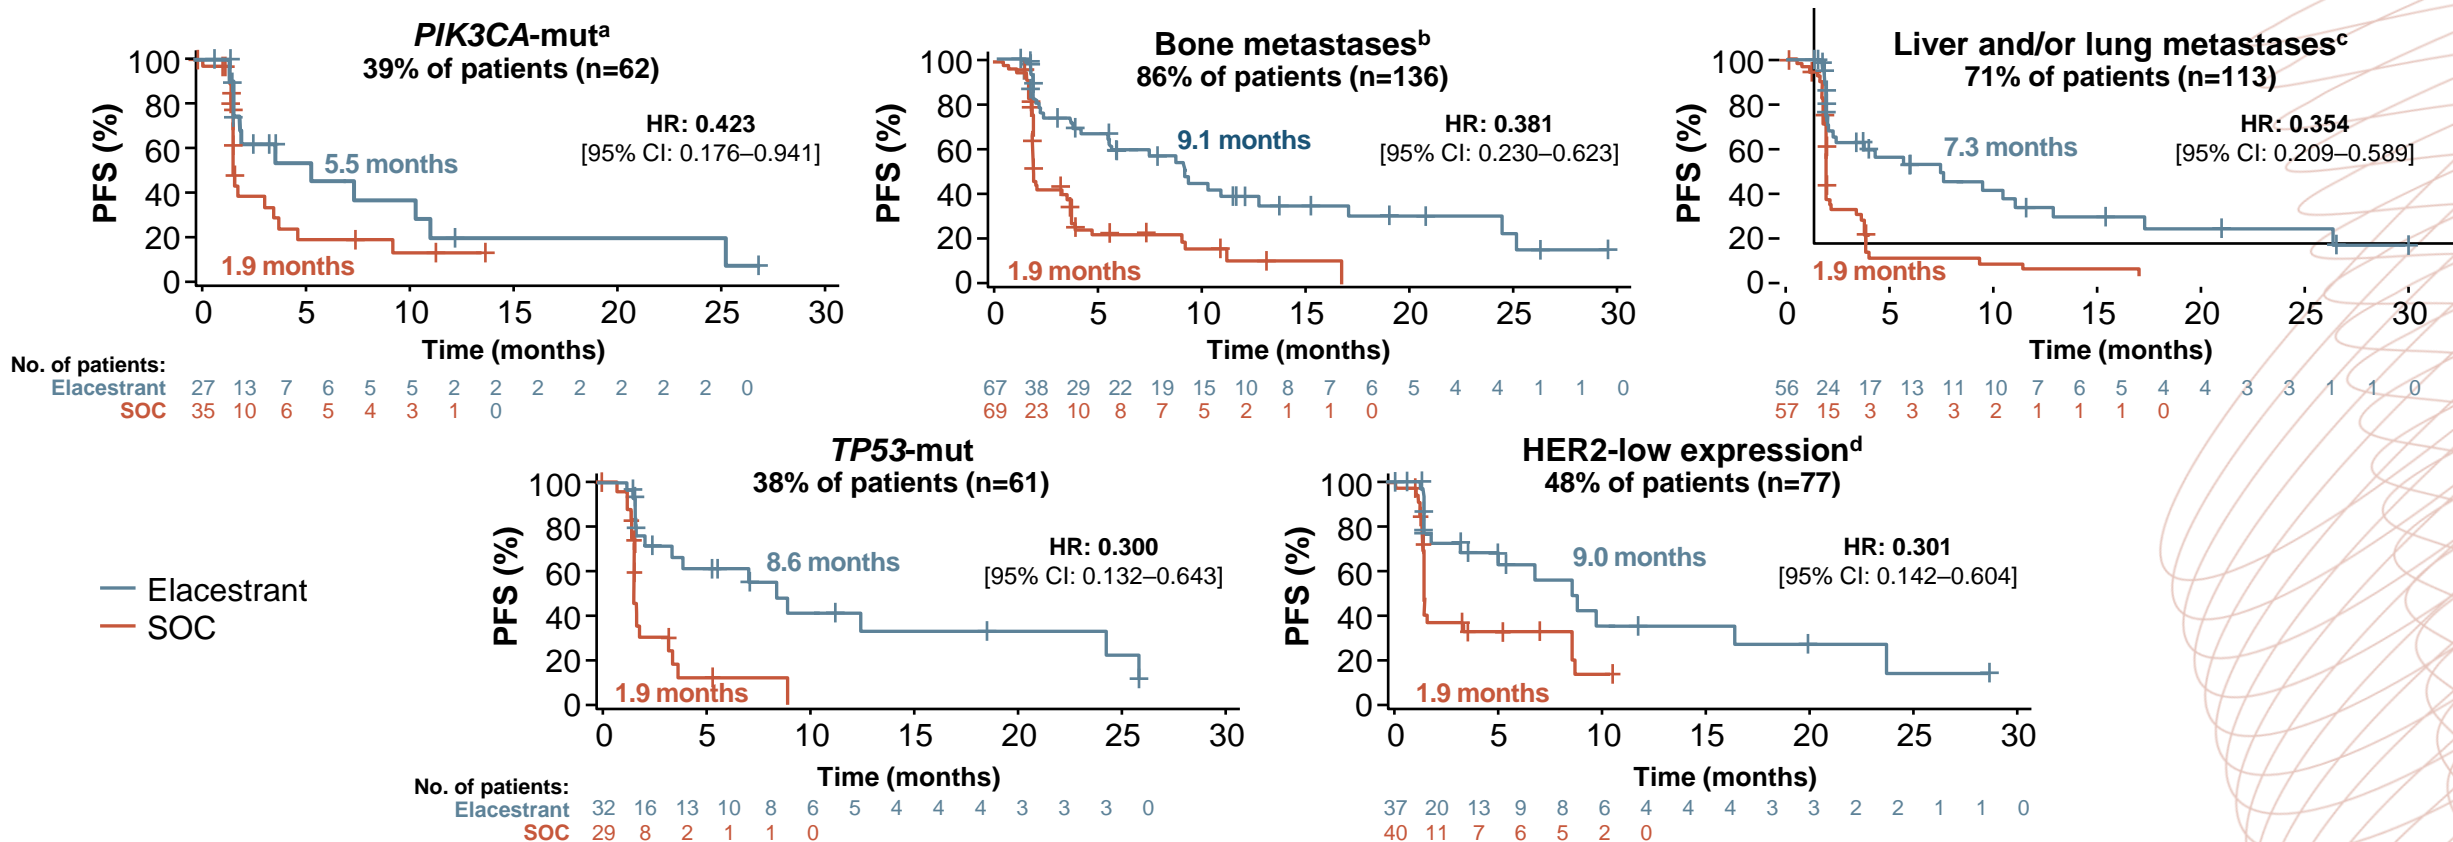 PIK3CA-mutᵃ
39% of patients (n=62)
HR: 0.423
[95% CI: 0.176–0.941]
5.5 months
1.9 months
PFS (%)
100
80
60
40
20
0
0 5 10 15 20 25 30
Time (months)
Bone metastasesᵇ
86% of patients (n=136)
HR: 0.381
[95% CI: 0.230–0.623]
9.1 months
1.9 months
PFS (%)
100
80
60
40
20
0
0 5 10 15 20 25 30
Time (months)
Liver and/or lung metastasesᶜ
71% of patients (n=113)
HR: 0.354
[95% CI: 0.209–0.589]
7.3 months
1.9 months
PFS (%)
100
80
60
40
20
0
0 5 10 15 20 25 30
Time (months)
No. of patients:
Elacestrant 27 13 7 6 5 5 2 2 2 2 2 2 2 0
SOC 35 10 6 5 4 3 1 0
67 38 29 22 19 15 10 8 7 6 5 4 4 1 1 0
69 23 10 8 7 5 2 1 1 0
56 24 17 13 11 10 7 6 5 4 4 3 3 1 1 0
57 15 3 3 3 2 1 1 1 0
TP53-mut
38% of patients (n=61)
HR: 0.300
[95% CI: 0.132–0.643]
8.6 months
1.9 months
PFS (%)
100
80
60
40
20
0
0 5 10 15 20 25 30
Time (months)
HER2-low expressionᵈ
48% of patients (n=77)
HR: 0.301
[95% CI: 0.142–0.604]
9.0 months
1.9 months
PFS (%)
100
80
60
40
20
0
0 5 10 15 20 25 30
Time (months)
Elacestrant
SOC
No. of patients:
Elacestrant 32 16 13 10 8 6 5 4 4 4 3 3 3 0
SOC 29 8 2 1 1 0
37 20 13 9 8 6 4 4 4 3 3 2 2 1 1 0
40 11 7 6 5 2 0